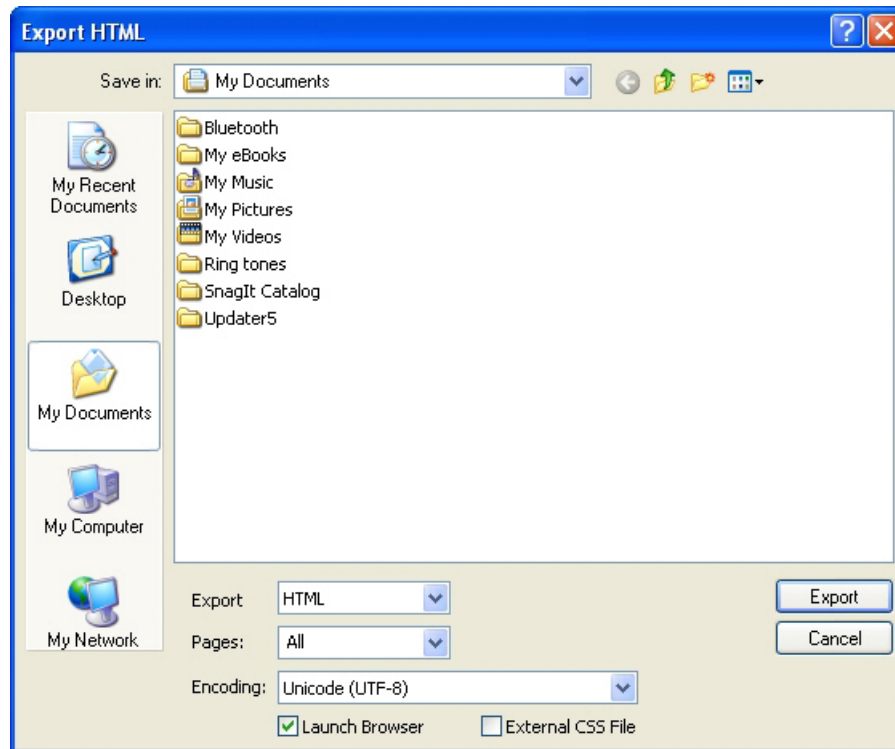 Export HTML
Save in: My Documents
My Recent
Documents
Desktop
My Documents
My Computer
My Network
Bluetooth
My eBooks
My Music
My Pictures
My Videos
Ring tones
SnagIt Catalog
Updater5
Export HTML Export
Pages: All Cancel
Encoding: Unicode (UTF-8)
Launch Browser External CSS File